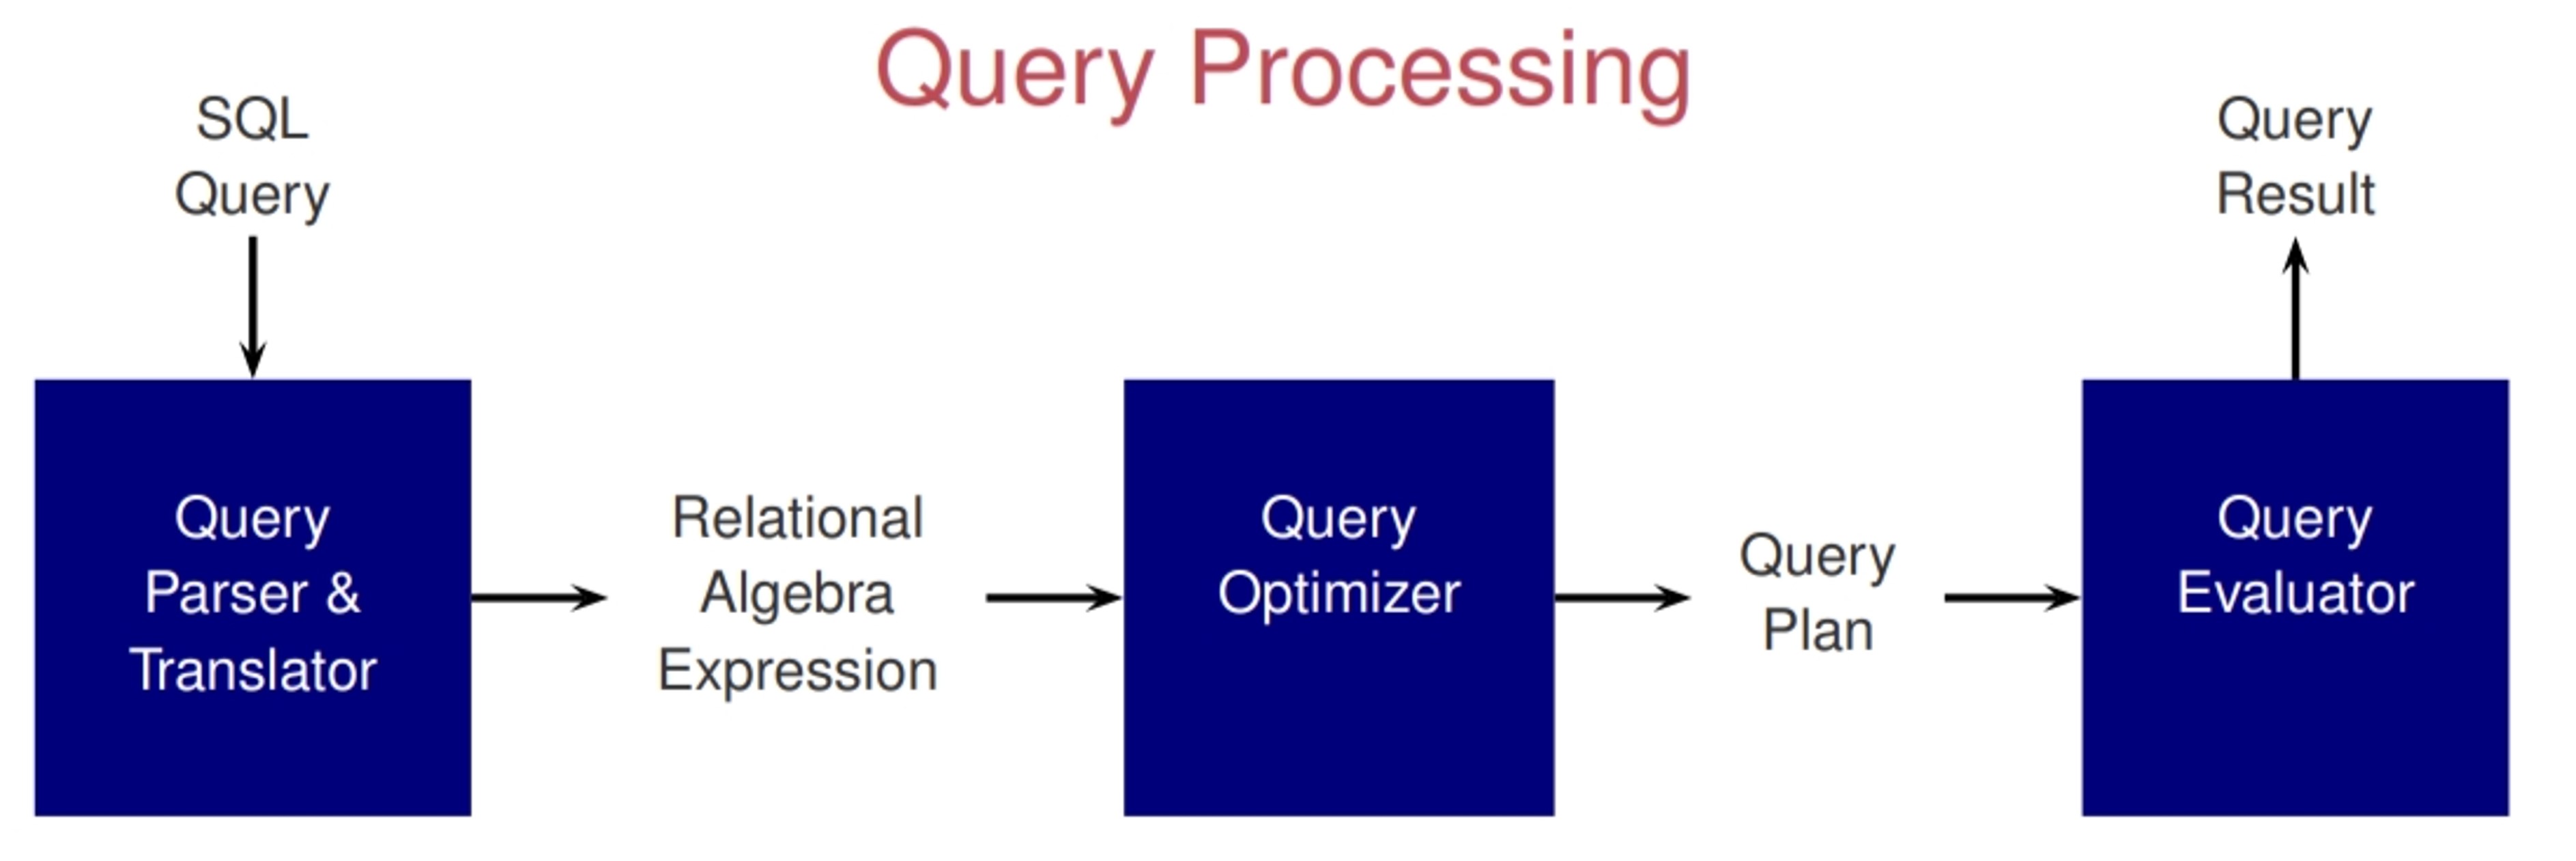 Query Processing
SQL
Query
Query
Parser &
Translator
Relational
Algebra
Expression
Query
Optimizer
Query
Plan
Query
Evaluator
Query
Result